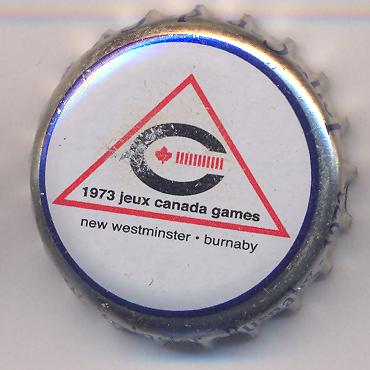 1973 jeux canada games
new westminster • burnaby